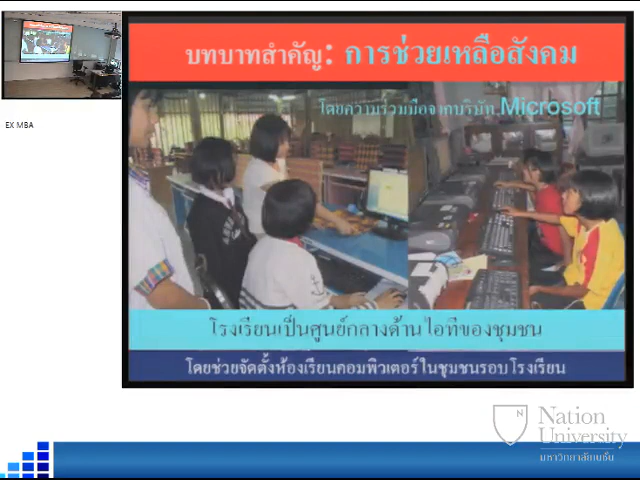 บทบาทสำคัญ: การช่วยเหลือสังคม
โดยความร่วมมือจากบริษัท Microsoft
EX MBA
โรงเรียนเป็นศูนย์กลางด้านไอทีของชุมชน
โดยช่วยจัดตั้งห้องเรียนคอมพิวเตอร์ในชุมชนรอบโรงเรียน
N
Nation
University
มหาวิทยาลัยเนชั่น